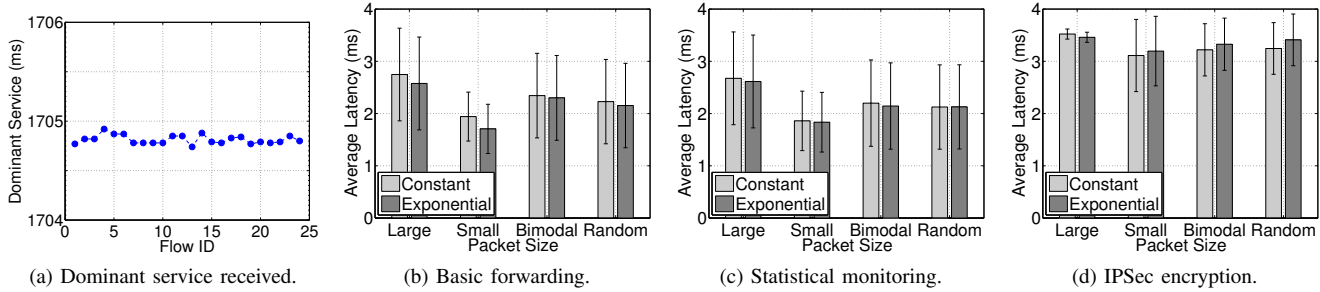 1706
1705
1704
Dominant Service (ms)
0 5 10 15 20 25
Flow ID
(a) Dominant service received.
4
3
2
1
0
Average Latency (ms)
Constant
Exponential
Large Small Bimodal Random
Packet Size
(b) Basic forwarding.
4
3
2
1
0
Average Latency (ms)
Constant
Exponential
Large Small Bimodal Random
Packet Size
(c) Statistical monitoring.
4
3
2
1
0
Average Latency (ms)
Constant
Exponential
Large Small Bimodal Random
Packet Size
(d) IPSec encryption.